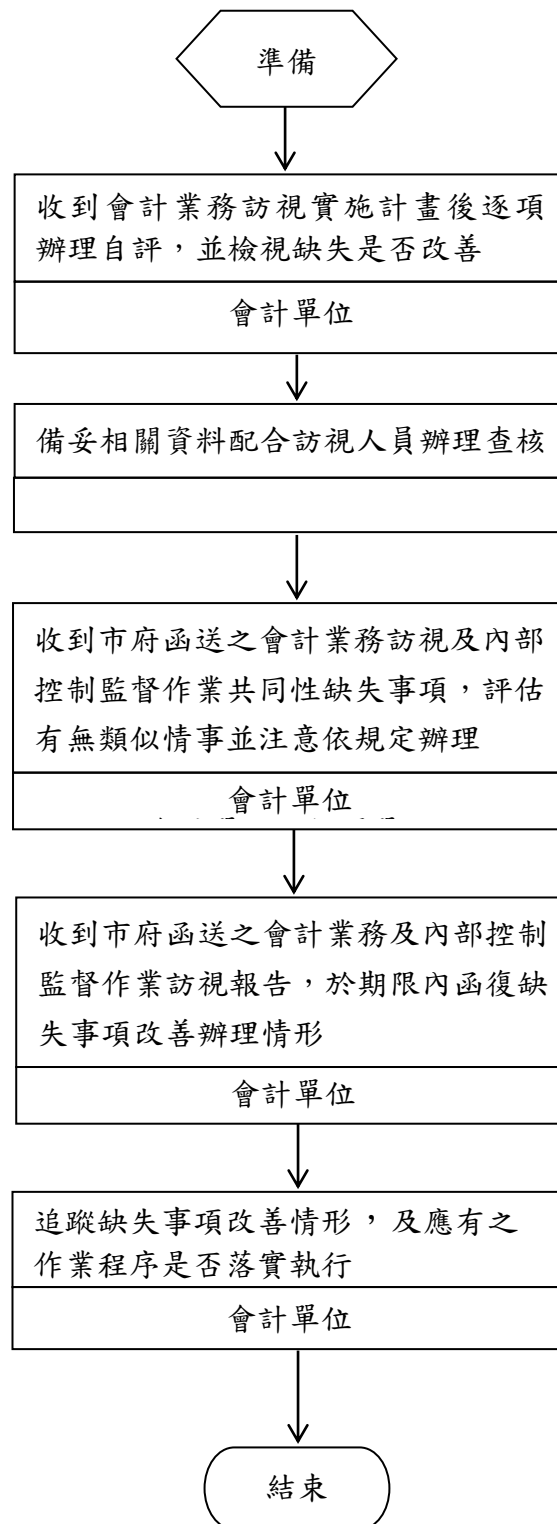 準備
收到會計業務訪視實施計畫後逐項
辦理自評，並檢視缺失是否改善
會計單位
備妥相關資料配合訪視人員辦理查核
收到市府函送之會計業務訪視及內部
控制監督作業共同性缺失事項，評估
有無類似情事並注意依規定辦理
會計單位
收到市府函送之會計業務及內部控制
監督作業訪視報告，於期限內函復缺
失事項改善辦理情形
會計單位
追蹤缺失事項改善情形，及應有之
作業程序是否落實執行
會計單位
結束